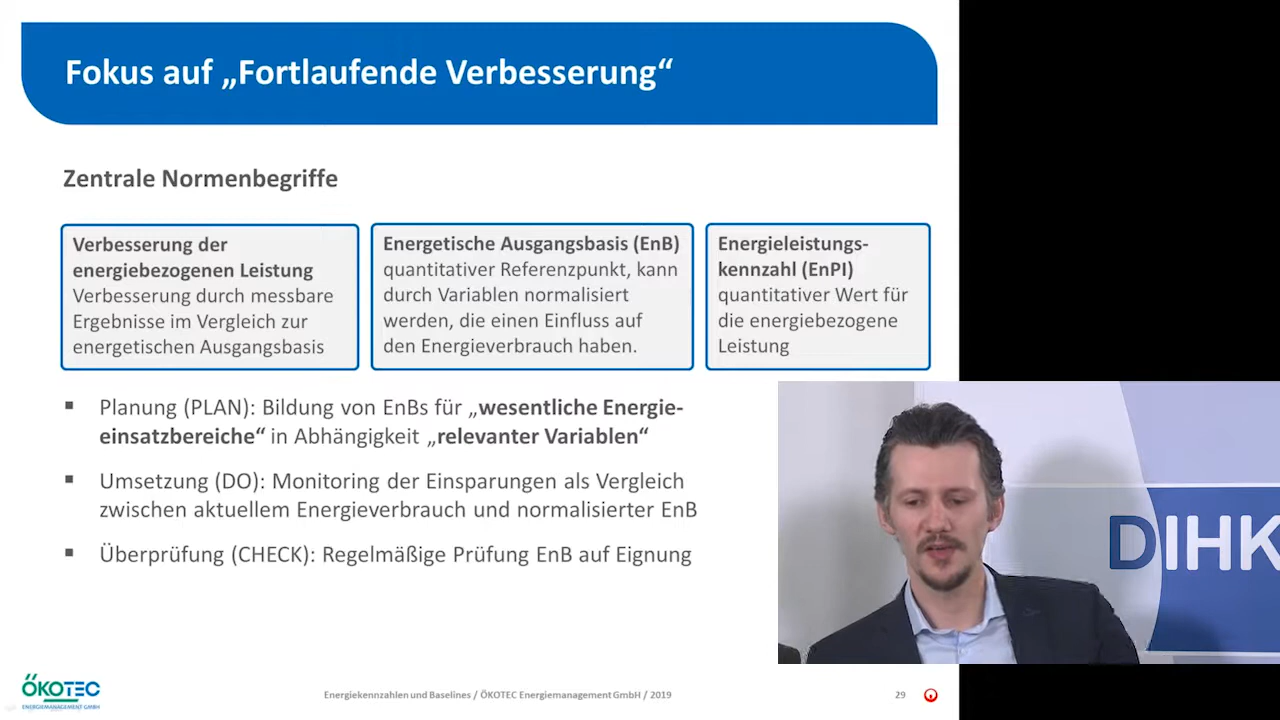 Fokus auf „Fortlaufende Verbesserung“
Zentrale Normenbegriffe
Verbesserung der
energiebezogenen Leistung
Verbesserung durch messbare
Ergebnisse im Vergleich zur
energetischen Ausgangsbasis
Energetische Ausgangsbasis (EnB)
quantitativer Referenzpunkt, kann
durch Variablen normalisiert
werden, die einen Einfluss auf
den Energieverbrauch haben.
Energieleistungs-
kennzahl (EnPI)
quantitativer Wert für
die energiebezogene
Leistung
▪ Planung (PLAN): Bildung von EnBs für „wesentliche Energie-
einsatzbereiche“ in Abhängigkeit „relevanter Variablen“
▪ Umsetzung (DO): Monitoring der Einsparungen als Vergleich
zwischen aktuellem Energieverbrauch und normalisierter EnB
▪ Überprüfung (CHECK): Regelmäßige Prüfung EnB auf Eignung
DIHK
ÖKOTEC
ENERGIEMANAGEMENT GMBH
Energiekennzahlen und Baselines / ÖKOTEC Energiemanagement GmbH / 2019
29